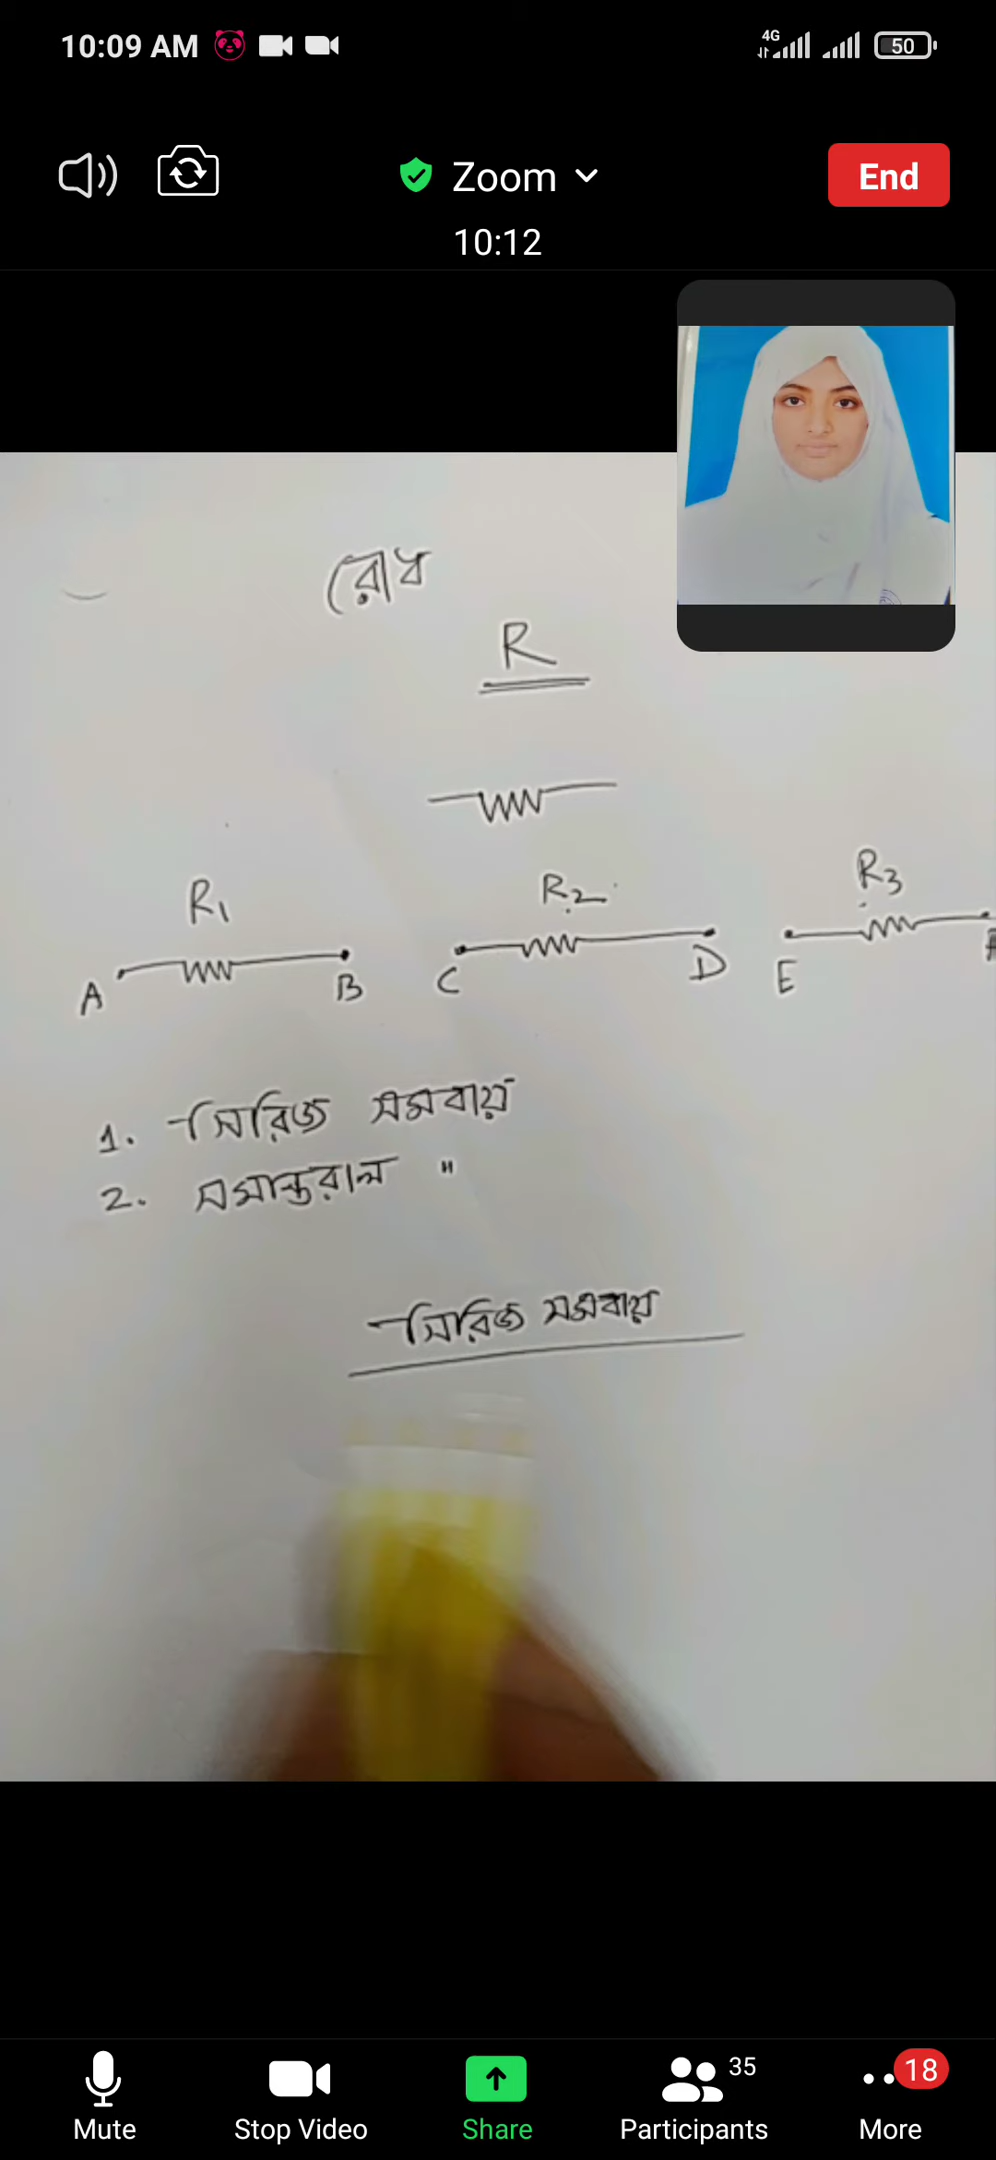 10:09 AM
4G
50
Zoom
End
10:12
রোধ
R
R1
R2
R3
A
B
C
D
E
1. সিরিজ সমবায়
2. সমান্তরাল "
সিরিজ সমবায়
35
18
Mute
Stop Video
Share
Participants
More